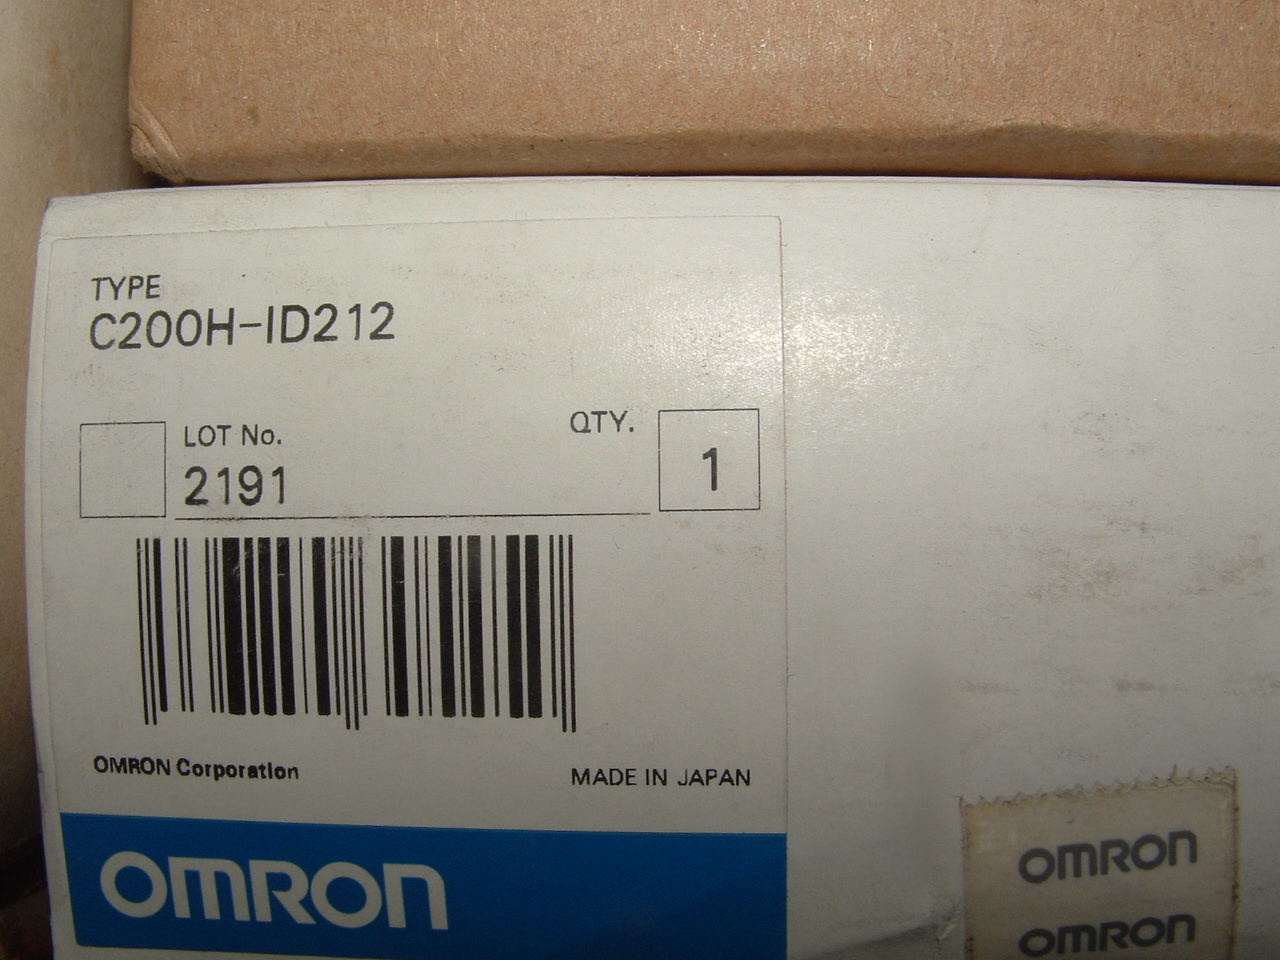 TYPE
C200H-ID212
LOT No.
2191
QTY.
1
OMRON Corporation
MADE IN JAPAN
OMRON
OMRON
OMRON